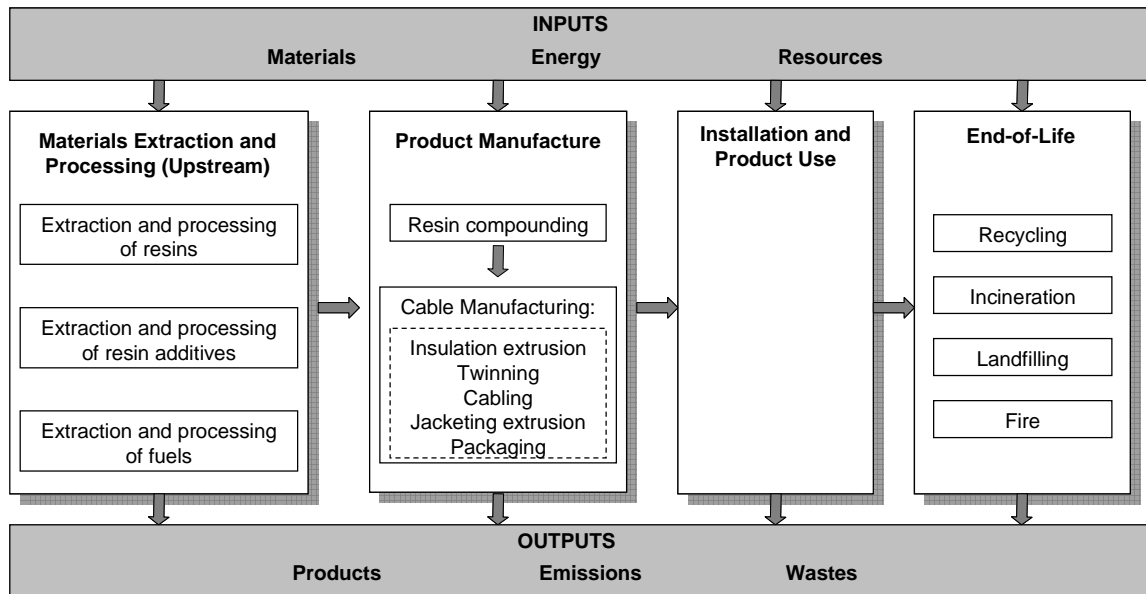 INPUTS
Materials Energy Resources
Materials Extraction and
Processing (Upstream)
Extraction and processing
of resins
Extraction and processing
of resin additives
Extraction and processing
of fuels
Product Manufacture
Resin compounding
Cable Manufacturing:
Insulation extrusion
Twinning
Cabling
Jacketing extrusion
Packaging
Installation and
Product Use
End-of-Life
Recycling
Incineration
Landfilling
Fire
OUTPUTS
Products Emissions Wastes